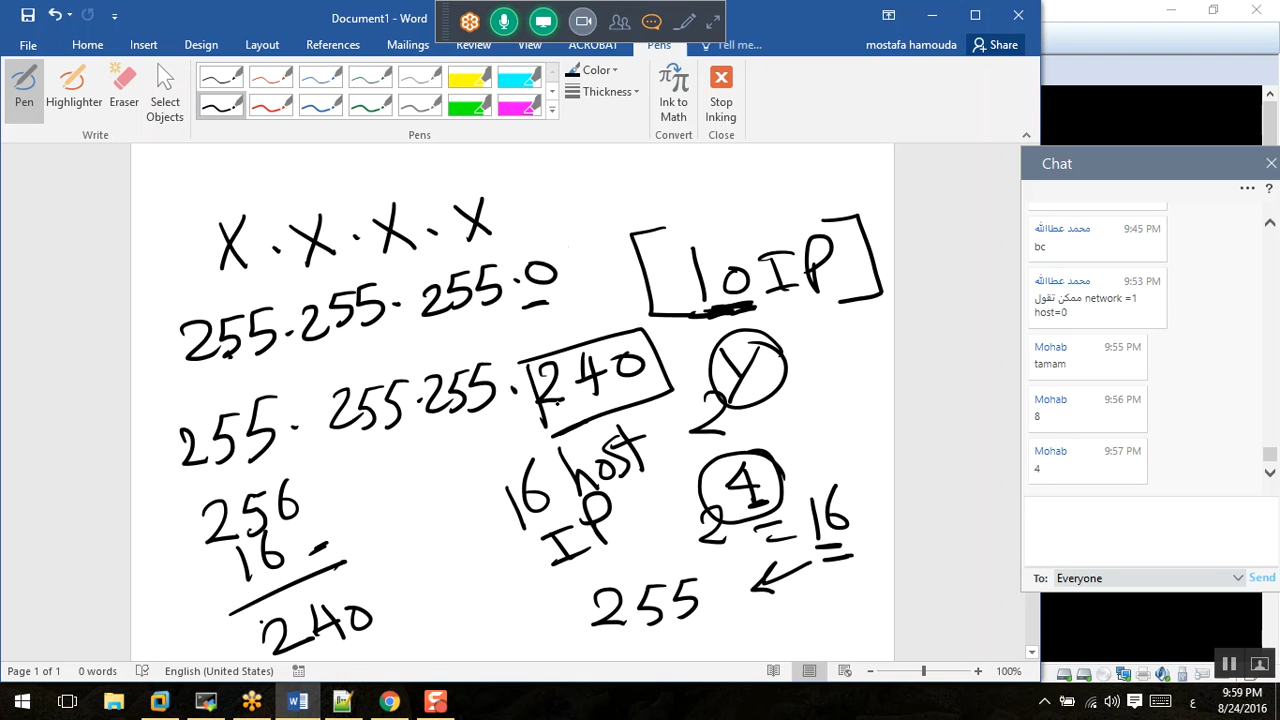 Document1 - Word
File
Home
Insert
Design
Layout
References
Mailings
Review
View
ACROBAT
Pens
Tell me...
mostafa hamouda
Share
Pen
Highlighter
Eraser
Select Objects
Write
Pens
Color
Thickness
Ink to Math
Convert
Stop Inking
Close
X . X . X . X
255.255.255.0
[10 IP]
255.255.255.240
2 Y
16 host
IP
2 4 = 16
256
16 -
240
255
Chat
محمد عطاالله 9:45 PM
bc
محمد عطاالله 9:53 PM
ممكن تقول network =1
host=0
Mohab 9:55 PM
tamam
Mohab 9:56 PM
8
Mohab 9:57 PM
4
To: Everyone Send
Page 1 of 1 0 words English (United States) 100%
ع 9:59 PM
8/24/2016